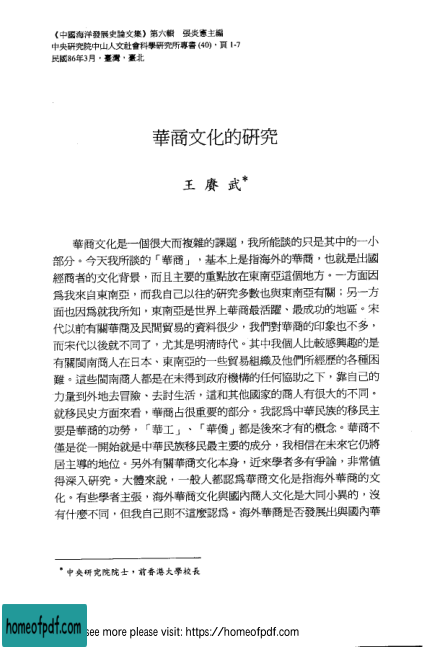 《中國海洋發展史論文集》第六輯　張炎憲主編
中央研究院中山人文社會科學研究所專書(40)，頁1-7
民國86年3月，臺灣，臺北
華商文化的研究
王賡武*
華商文化是一個很大而複雜的課題，我所能談的只是其中的一小
部分。今天我所談的「華商」，基本上是指海外的華商，也就是出國
經商者的文化背景，而且主要的重點放在東南亞這個地方。一方面因
為我來自東南亞，而我自己以往的研究多數也與東南亞有關；另一方
面也因為就我所知，東南亞是世界上華商最活躍、最成功的地區。宋
代以前有關華商及民間貿易的資料很少，我們對華商的印象也不多，
而宋代以後就不同了，尤其是明清時代。其中我個人比較感興趣的是
有關閩南商人在日本、東南亞的一些貿易組織及他們所經歷的各種困
難。這些閩南商人都是在未得到政府機構的任何協助之下，靠自己的
力量到外地去冒險、去討生活，這和其他國家的商人有很大的不同。
就移民史方面來看，華商占很重要的部分。我認為中華民族的移民主
要是華商的功勞，「華工」、「華僑」都是後來才有的概念。華商不
僅是從一開始就是中華民族移民最主要的成分，我相信在未來它仍將
居主導的地位。另外有關華商文化本身，近來學者多有爭論，非常值
得深入研究。大體來說，一般人都認為華商文化是指海外華商的文
化。有些學者主張，海外華商文化與國內商人文化是大同小異的，沒
有什麼不同，但我自己則不這麼認為。海外華商是否發展出與國內華
*中央研究院院士，前香港大學校長
homeofpdf.com
see more please visit: https://homeofpdf.com